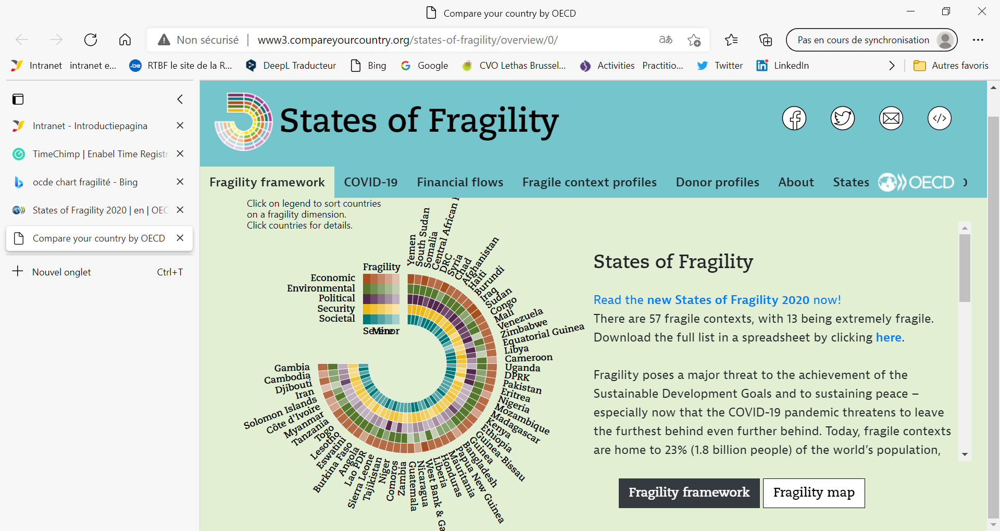 Compare your country by OECD
Non sécurisé
www3.compareyourcountry.org/states-of-fragility/overview/0/
aあ
Pas en cours de synchronisation
Intranet
intranet e...
.be
RTBF le site de la R...
DeepL Traducteur
Bing
Google
CVO Lethas Brussel...
Activities
Practitio...
Twitter
LinkedIn
Autres favoris
Intranet - Introductiepagina
TimeChimp | Enabel Time Registr
ocde chart fragilité - Bing
States of Fragility 2020 | en | OEC
Compare your country by OECD
Nouvel onglet
Ctrl+T
States of Fragility
Fragility framework
COVID-19
Financial flows
Fragile context profiles
Donor profiles
About
States
OECD
Click on legend to sort countries
on a fragility dimension.
Click countries for details.
Fragility
Economic
Environmental
Political
Security
Societal
Severe
Minor
Yemen
South Sudan
Somalia
Central African
DRC
Syria
Chad
Afghanistan
Haiti
Burundi
Iraq
Sudan
Congo
Mali
Venezuela
Zimbabwe
Equatorial Guinea
Libya
Cameroon
Uganda
DPRK
Pakistan
Eritrea
Nigeria
Mozambique
Madagascar
Kenya
Ethiopia
Guinea-Bissau
Guinea
Bangladesh
Papua New Guinea
Mauritania
Honduras
Liberia
West Bank & Ga
Nicaragua
Guatemala
Zambia
Comoros
Niger
Tajikistan
Sierra Leone
Lao PDR
Angola
Burkina Faso
Eswatini
Lesotho
Togo
Tanzania
Myanmar
Côte d'Ivoire
Solomon Islands
Iran
Djibouti
Cambodia
Gambia
States of Fragility
Read the new States of Fragility 2020 now!
There are 57 fragile contexts, with 13 being extremely fragile.
Download the full list in a spreadsheet by clicking here.
Fragility poses a major threat to the achievement of the
Sustainable Development Goals and to sustaining peace –
especially now that the COVID-19 pandemic threatens to leave
the furthest behind even further behind. Today, fragile contexts
are home to 23% (1.8 billion people) of the world's population,
Fragility framework
Fragility map